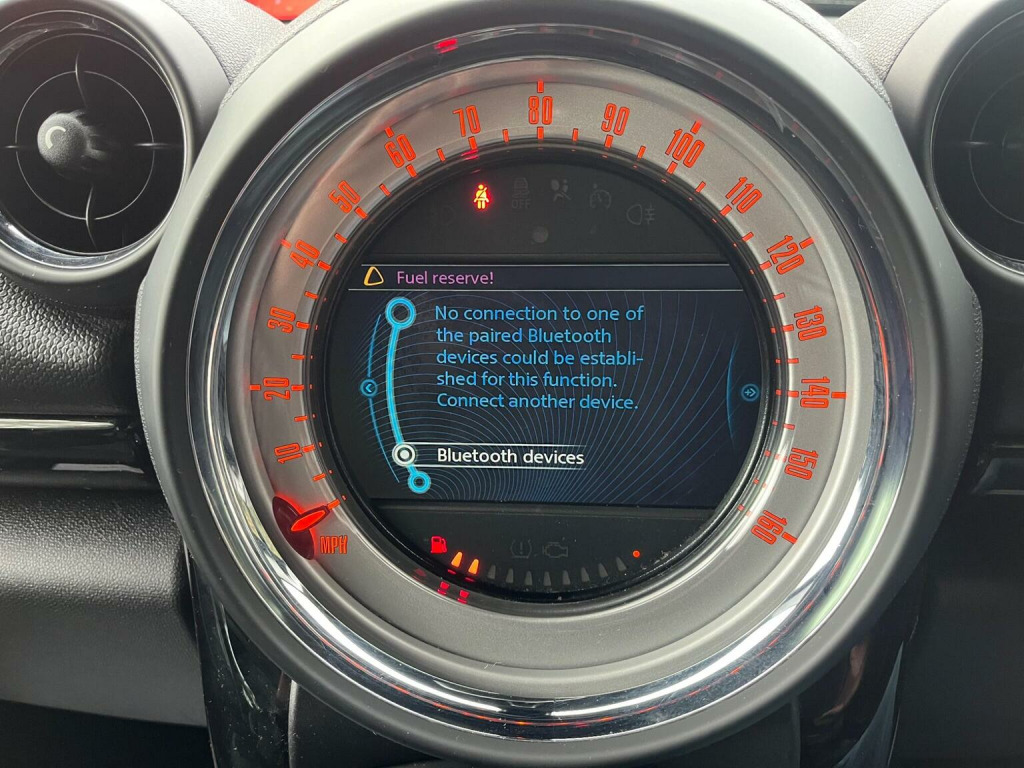 80
70
90
60
100
50
110
40
120
30
130
20
140
10
150
160
MPH
OFF
Fuel reserve!
No connection to one of
the paired Bluetooth
devices could be establi-
shed for this function.
Connect another device.
Bluetooth devices